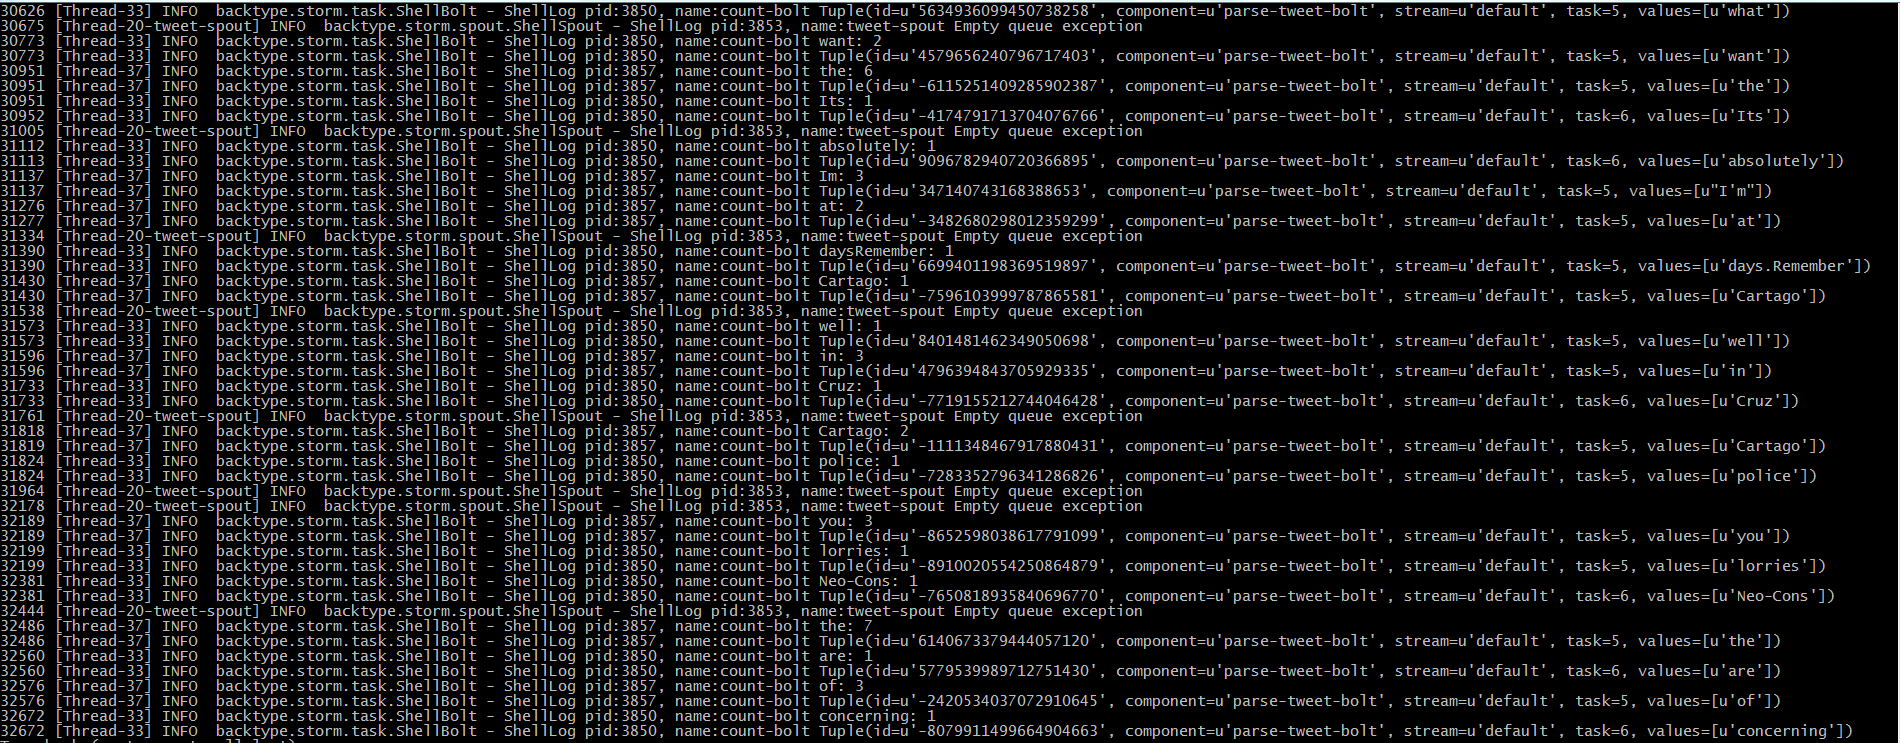 30626 [Thread-33] INFO  backtype.storm.task.ShellBolt - ShellLog pid:3850, name:count-bolt Tuple(id=u'5634936099450738258', component=u'parse-tweet-bolt', stream=u'default', task=5, values=[u'what'])
30675 [Thread-20-tweet-spout] INFO  backtype.storm.spout.ShellSpout - ShellLog pid:3853, name:tweet-spout Empty queue exception
30773 [Thread-33] INFO  backtype.storm.task.ShellBolt - ShellLog pid:3850, name:count-bolt want: 2
30773 [Thread-33] INFO  backtype.storm.task.ShellBolt - ShellLog pid:3850, name:count-bolt Tuple(id=u'4579656240796717403', component=u'parse-tweet-bolt', stream=u'default', task=5, values=[u'want'])
30951 [Thread-37] INFO  backtype.storm.task.ShellBolt - ShellLog pid:3857, name:count-bolt the: 6
30951 [Thread-37] INFO  backtype.storm.task.ShellBolt - ShellLog pid:3857, name:count-bolt Tuple(id=u'-6115251409285902387', component=u'parse-tweet-bolt', stream=u'default', task=5, values=[u'the'])
30951 [Thread-33] INFO  backtype.storm.task.ShellBolt - ShellLog pid:3850, name:count-bolt Its: 1
30952 [Thread-33] INFO  backtype.storm.task.ShellBolt - ShellLog pid:3850, name:count-bolt Tuple(id=u'-4174791713704076766', component=u'parse-tweet-bolt', stream=u'default', task=6, values=[u'Its'])
31005 [Thread-20-tweet-spout] INFO  backtype.storm.spout.ShellSpout - ShellLog pid:3853, name:tweet-spout Empty queue exception
31112 [Thread-33] INFO  backtype.storm.task.ShellBolt - ShellLog pid:3850, name:count-bolt absolutely: 1
31113 [Thread-33] INFO  backtype.storm.task.ShellBolt - ShellLog pid:3850, name:count-bolt Tuple(id=u'9096782940720366895', component=u'parse-tweet-bolt', stream=u'default', task=6, values=[u'absolutely'])
31137 [Thread-37] INFO  backtype.storm.task.ShellBolt - ShellLog pid:3857, name:count-bolt Im: 3
31137 [Thread-37] INFO  backtype.storm.task.ShellBolt - ShellLog pid:3857, name:count-bolt Tuple(id=u'347140743168388653', component=u'parse-tweet-bolt', stream=u'default', task=5, values=[u"I'm"])
31276 [Thread-37] INFO  backtype.storm.task.ShellBolt - ShellLog pid:3857, name:count-bolt at: 2
31277 [Thread-37] INFO  backtype.storm.task.ShellBolt - ShellLog pid:3857, name:count-bolt Tuple(id=u'-3482680298012359299', component=u'parse-tweet-bolt', stream=u'default', task=5, values=[u'at'])
31334 [Thread-20-tweet-spout] INFO  backtype.storm.spout.ShellSpout - ShellLog pid:3853, name:tweet-spout Empty queue exception
31390 [Thread-33] INFO  backtype.storm.task.ShellBolt - ShellLog pid:3850, name:count-bolt daysRemember: 1
31390 [Thread-33] INFO  backtype.storm.task.ShellBolt - ShellLog pid:3850, name:count-bolt Tuple(id=u'6699401198369519897', component=u'parse-tweet-bolt', stream=u'default', task=5, values=[u'days.Remember'])
31430 [Thread-37] INFO  backtype.storm.task.ShellBolt - ShellLog pid:3857, name:count-bolt Cartago: 1
31430 [Thread-37] INFO  backtype.storm.task.ShellBolt - ShellLog pid:3857, name:count-bolt Tuple(id=u'-7596103999787865581', component=u'parse-tweet-bolt', stream=u'default', task=5, values=[u'Cartago'])
31538 [Thread-20-tweet-spout] INFO  backtype.storm.spout.ShellSpout - ShellLog pid:3853, name:tweet-spout Empty queue exception
31573 [Thread-33] INFO  backtype.storm.task.ShellBolt - ShellLog pid:3850, name:count-bolt well: 1
31573 [Thread-33] INFO  backtype.storm.task.ShellBolt - ShellLog pid:3850, name:count-bolt Tuple(id=u'8401481462349050698', component=u'parse-tweet-bolt', stream=u'default', task=5, values=[u'well'])
31596 [Thread-37] INFO  backtype.storm.task.ShellBolt - ShellLog pid:3857, name:count-bolt in: 3
31596 [Thread-37] INFO  backtype.storm.task.ShellBolt - ShellLog pid:3857, name:count-bolt Tuple(id=u'4796394843705929335', component=u'parse-tweet-bolt', stream=u'default', task=5, values=[u'in'])
31733 [Thread-33] INFO  backtype.storm.task.ShellBolt - ShellLog pid:3850, name:count-bolt Cruz: 1
31733 [Thread-33] INFO  backtype.storm.task.ShellBolt - ShellLog pid:3850, name:count-bolt Tuple(id=u'-7719155212744046428', component=u'parse-tweet-bolt', stream=u'default', task=6, values=[u'Cruz'])
31761 [Thread-20-tweet-spout] INFO  backtype.storm.spout.ShellSpout - ShellLog pid:3853, name:tweet-spout Empty queue exception
31818 [Thread-37] INFO  backtype.storm.task.ShellBolt - ShellLog pid:3857, name:count-bolt Cartago: 2
31819 [Thread-37] INFO  backtype.storm.task.ShellBolt - ShellLog pid:3857, name:count-bolt Tuple(id=u'-1111348467917880431', component=u'parse-tweet-bolt', stream=u'default', task=5, values=[u'Cartago'])
31824 [Thread-33] INFO  backtype.storm.task.ShellBolt - ShellLog pid:3850, name:count-bolt police: 1
31824 [Thread-33] INFO  backtype.storm.task.ShellBolt - ShellLog pid:3850, name:count-bolt Tuple(id=u'-7283352796341286826', component=u'parse-tweet-bolt', stream=u'default', task=5, values=[u'police'])
31964 [Thread-20-tweet-spout] INFO  backtype.storm.spout.ShellSpout - ShellLog pid:3853, name:tweet-spout Empty queue exception
32178 [Thread-20-tweet-spout] INFO  backtype.storm.spout.ShellSpout - ShellLog pid:3853, name:tweet-spout Empty queue exception
32189 [Thread-37] INFO  backtype.storm.task.ShellBolt - ShellLog pid:3857, name:count-bolt you: 3
32189 [Thread-37] INFO  backtype.storm.task.ShellBolt - ShellLog pid:3857, name:count-bolt Tuple(id=u'-8652598038617791099', component=u'parse-tweet-bolt', stream=u'default', task=5, values=[u'you'])
32199 [Thread-33] INFO  backtype.storm.task.ShellBolt - ShellLog pid:3850, name:count-bolt lorries: 1
32199 [Thread-33] INFO  backtype.storm.task.ShellBolt - ShellLog pid:3850, name:count-bolt Tuple(id=u'-8910020554250864879', component=u'parse-tweet-bolt', stream=u'default', task=5, values=[u'lorries'])
32381 [Thread-33] INFO  backtype.storm.task.ShellBolt - ShellLog pid:3850, name:count-bolt Neo-Cons: 1
32381 [Thread-33] INFO  backtype.storm.task.ShellBolt - ShellLog pid:3850, name:count-bolt Tuple(id=u'-7650818935840696770', component=u'parse-tweet-bolt', stream=u'default', task=6, values=[u'Neo-Cons'])
32444 [Thread-20-tweet-spout] INFO  backtype.storm.spout.ShellSpout - ShellLog pid:3853, name:tweet-spout Empty queue exception
32486 [Thread-37] INFO  backtype.storm.task.ShellBolt - ShellLog pid:3857, name:count-bolt the: 7
32486 [Thread-37] INFO  backtype.storm.task.ShellBolt - ShellLog pid:3857, name:count-bolt Tuple(id=u'6140673379444057120', component=u'parse-tweet-bolt', stream=u'default', task=5, values=[u'the'])
32560 [Thread-33] INFO  backtype.storm.task.ShellBolt - ShellLog pid:3850, name:count-bolt are: 1
32560 [Thread-33] INFO  backtype.storm.task.ShellBolt - ShellLog pid:3850, name:count-bolt Tuple(id=u'5779539989712751430', component=u'parse-tweet-bolt', stream=u'default', task=6, values=[u'are'])
32576 [Thread-37] INFO  backtype.storm.task.ShellBolt - ShellLog pid:3857, name:count-bolt of: 3
32576 [Thread-37] INFO  backtype.storm.task.ShellBolt - ShellLog pid:3857, name:count-bolt Tuple(id=u'-2420534037072910645', component=u'parse-tweet-bolt', stream=u'default', task=5, values=[u'of'])
32672 [Thread-33] INFO  backtype.storm.task.ShellBolt - ShellLog pid:3850, name:count-bolt concerning: 1
32672 [Thread-33] INFO  backtype.storm.task.ShellBolt - ShellLog pid:3850, name:count-bolt Tuple(id=u'-8079911499664904663', component=u'parse-tweet-bolt', stream=u'default', task=6, values=[u'concerning'])